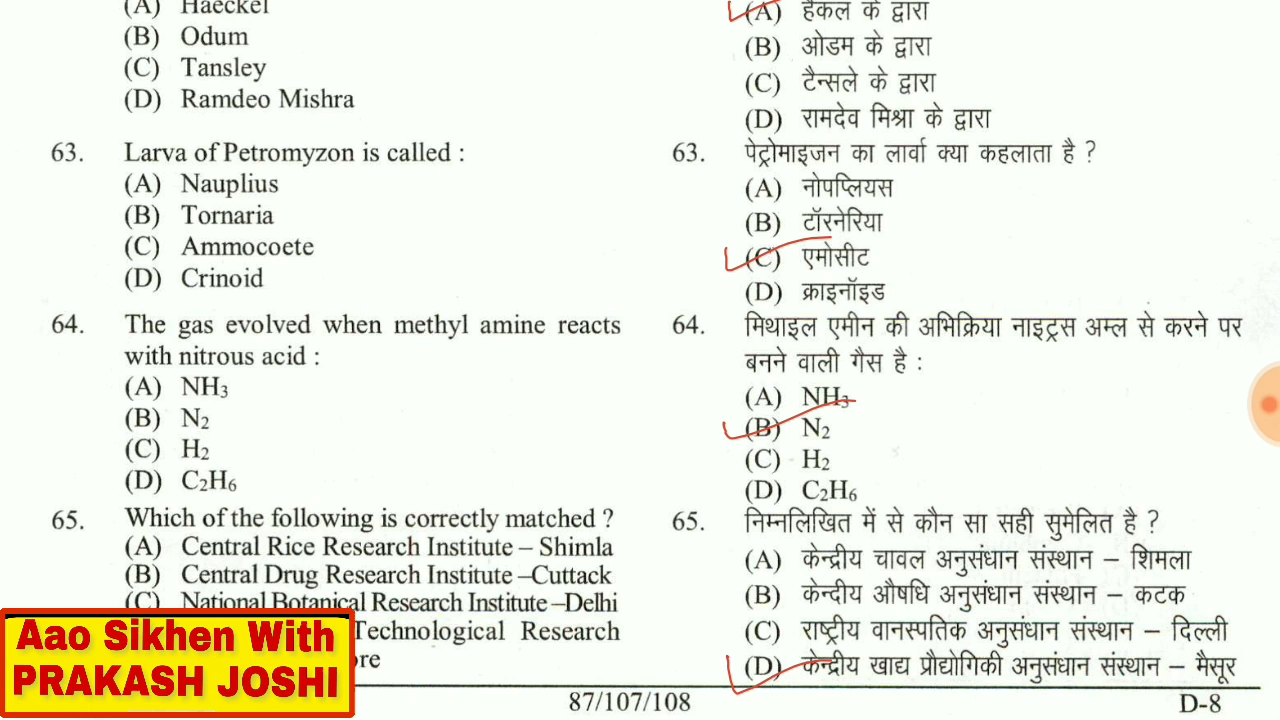 (A) Haeckel
(B) Odum
(C) Tansley
(D) Ramdeo Mishra
63. Larva of Petromyzon is called :
(A) Nauplius
(B) Tornaria
(C) Ammocoete
(D) Crinoid
64. The gas evolved when methyl amine reacts
with nitrous acid :
(A) NH₃
(B) N₂
(C) H₂
(D) C₂H₆
65. Which of the following is correctly matched ?
(A) Central Rice Research Institute – Shimla
(B) Central Drug Research Institute –Cuttack
(C) National Botanical Research Institute –Delhi
Technological Research
ore
(A) हैकल के द्वारा
(B) ओडम के द्वारा
(C) टैन्सले के द्वारा
(D) रामदेव मिश्रा के द्वारा
63. पेट्रोमाइजन का लार्वा क्या कहलाता है ?
(A) नोपप्लियस
(B) टॉरनेरिया
(C) एमोसीट
(D) क्राइनॉइड
64. मिथाइल एमीन की अभिक्रिया नाइट्रस अम्ल से करने पर
बनने वाली गैस है :
(A) NH₃
(B) N₂
(C) H₂
(D) C₂H₆
65. निम्नलिखित में से कौन सा सही सुमेलित है ?
(A) केन्द्रीय चावल अनुसंधान संस्थान – शिमला
(B) केन्दीय औषधि अनुसंधान संस्थान – कटक
(C) राष्ट्रीय वानस्पतिक अनुसंधान संस्थान – दिल्ली
(D) केन्द्रीय खाद्य प्रौद्योगिकी अनुसंधान संस्थान – मैसूर
Aao Sikhen With
PRAKASH JOSHI
87/107/108
D-8